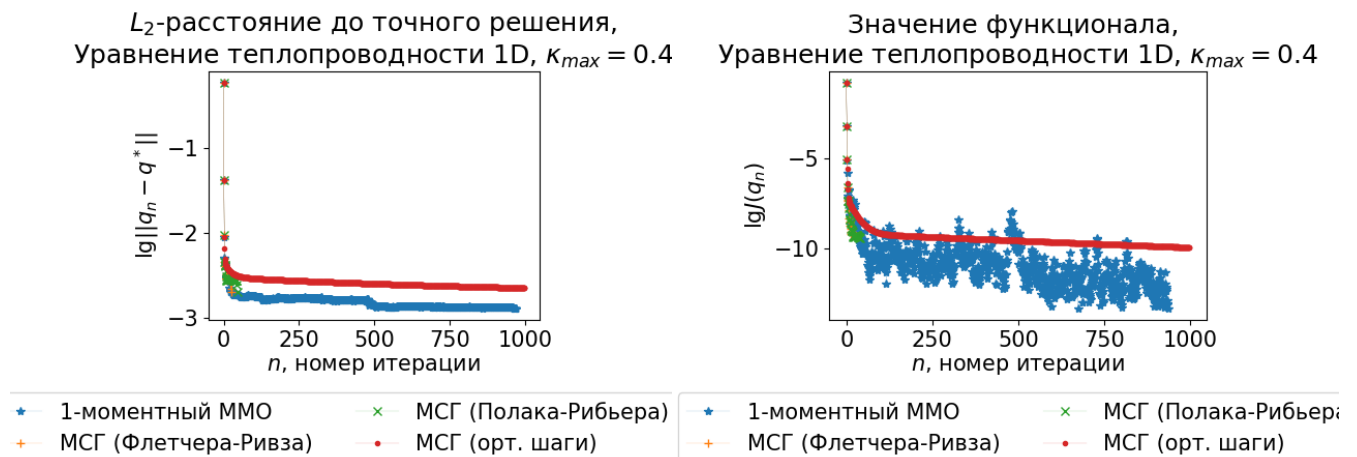 L₂-расстояние до точного решения,
Уравнение теплопроводности 1D, κmax = 0.4
lg||qn − q*||
−1
−2
−3
0 250 500 750 1000
n, номер итерации
1-моментный ММО
МСГ (Флетчера-Ривза)
МСГ (Полака-Рибьера)
МСГ (орт. шаги)
Значение функционала,
Уравнение теплопроводности 1D, κmax = 0.4
lgJ(qn)
−5
−10
0 250 500 750 1000
n, номер итерации
1-моментный ММО
МСГ (Флетчера-Ривза)
МСГ (Полака-Рибьера
МСГ (орт. шаги)